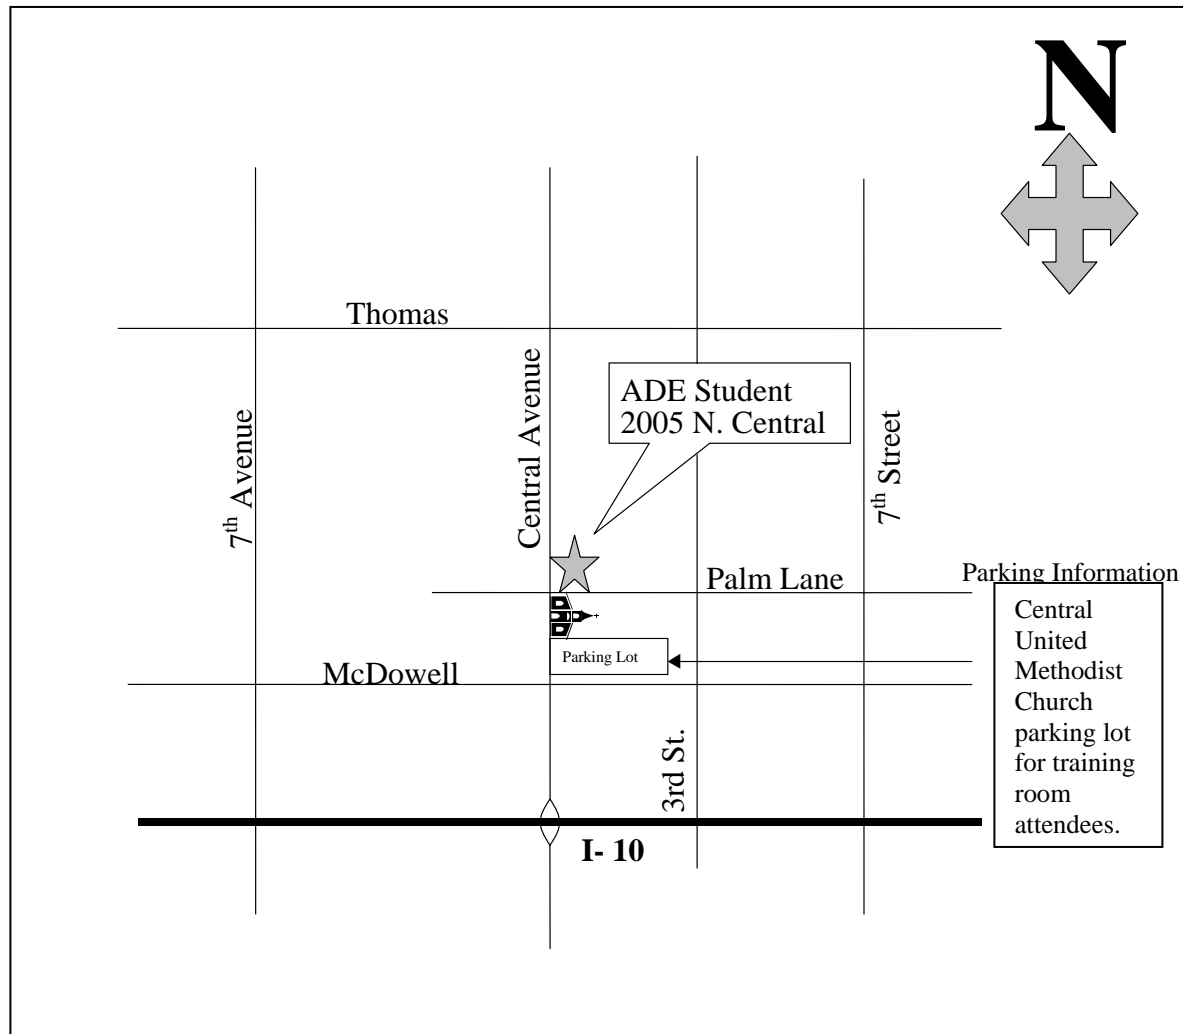 N
Thomas
ADE Student
2005 N. Central
Central Avenue
7th Avenue
7th Street
Palm Lane
Parking Information
Central
United
Methodist
Church
parking lot
for training
room
attendees.
Parking Lot
McDowell
3rd St.
I- 10